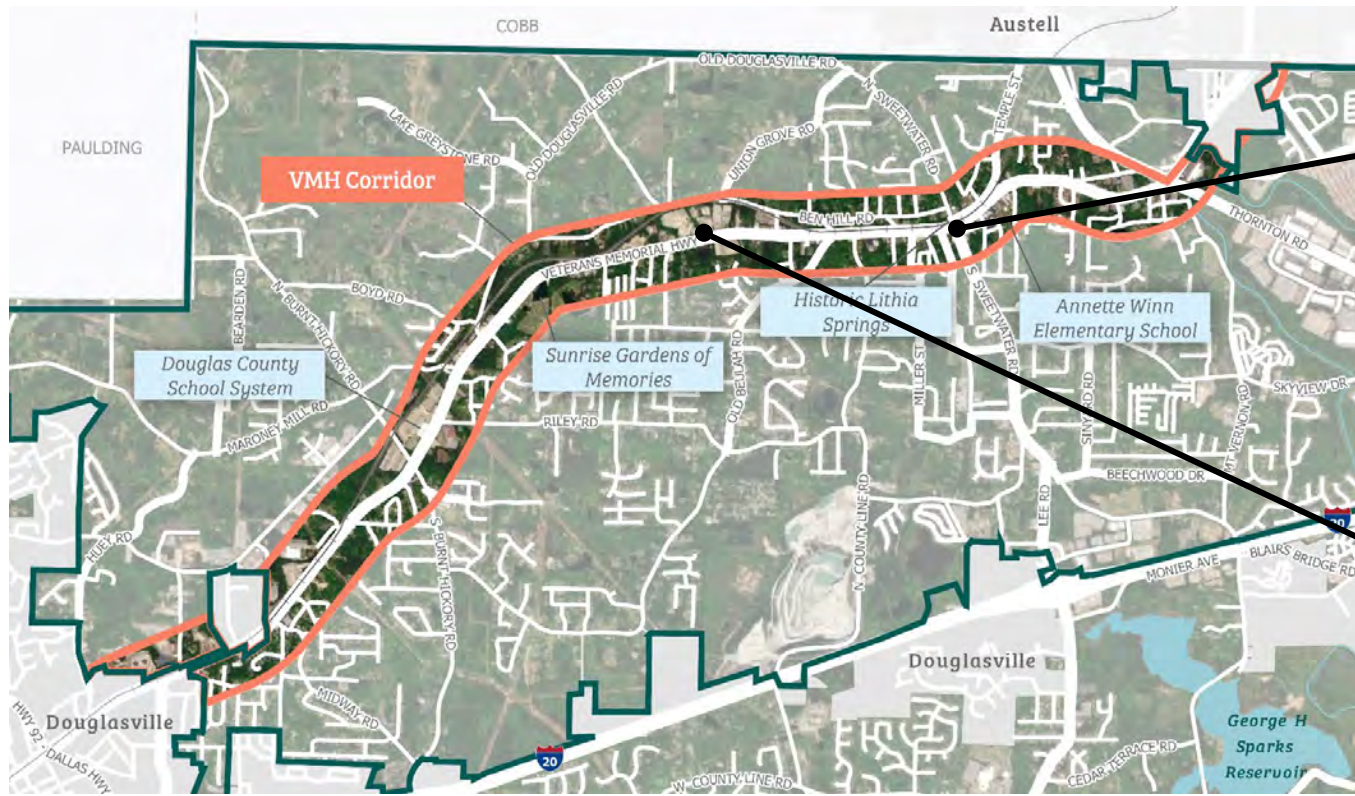 COBB
Austell
PAULDING
OLD DOUGLASVILLE RD
N SWEETWATER RD
TEMPLE ST
LAKE GREYSTONE RD
OLD DOUGLASVILLE RD
UNION GROVE RD
VMH Corridor
BEN HILL RD
THORNTON RD
VETERANS MEMORIAL HWY
BEARDEN RD
N BURNT HICKORY RD
BOYD RD
Historic Lithia
Springs
S SWEETWATER RD
Annette Winn
Elementary School
Douglas County
School System
Sunrise Gardens of
Memories
OLD BEULAH RD
MILLER ST
SKYVIEW DR
MARONEY MILL RD
RILEY RD
SINYARD RD
MT VERNON RD
BEECHWOOD DR
HUEY RD
S BURNT HICKORY RD
N COUNTY LINE RD
LEE RD
20
BLAIRS BRIDGE RD
MONIER AVE
Douglasville
MIDWAY RD
Douglasville
HWY 92 - DALLAS HWY
20
W COUNTY LINE RD
CEDAR TERRACE RD
George H
Sparks
Reservoir